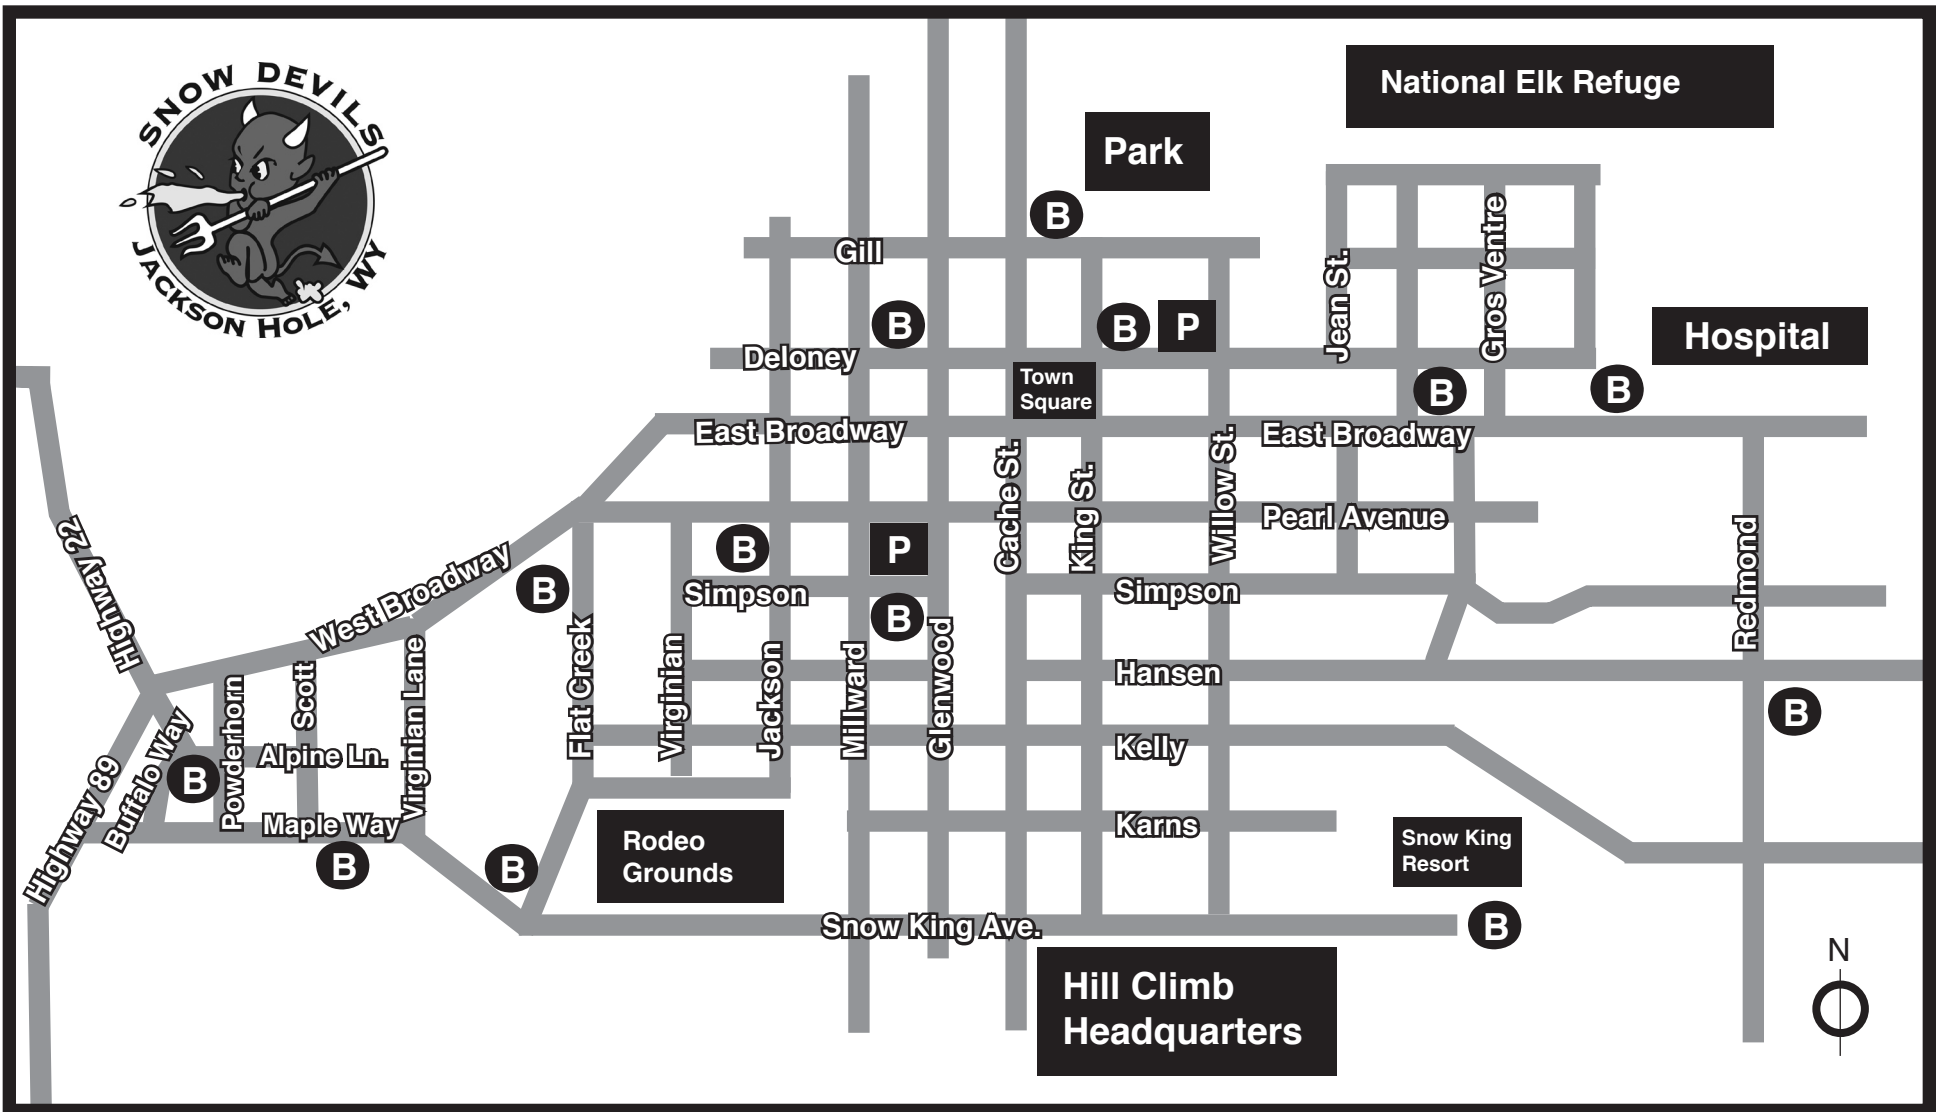 SNOW DEVILS
JACKSON HOLE, WY
National Elk Refuge
Park
B
Gill
Jean St.
Gros Ventre
B
B
P
Hospital
Deloney
Town
Square
B
B
East Broadway
East Broadway
Cache St.
King St.
Willow St.
Pearl Avenue
Highway 22
West Broadway
B
B
P
Simpson
B
Simpson
Redmond
Flat Creek
Virginian
Jackson
Millward
Glenwood
Hansen
B
Powderhorn
Scott
Virginian Lane
Kelly
Highway 89
Buffalo Way
B
Alpine Ln.
Maple Way
B
B
Rodeo
Grounds
Karns
Snow King
Resort
Snow King Ave.
B
Hill Climb
Headquarters
N